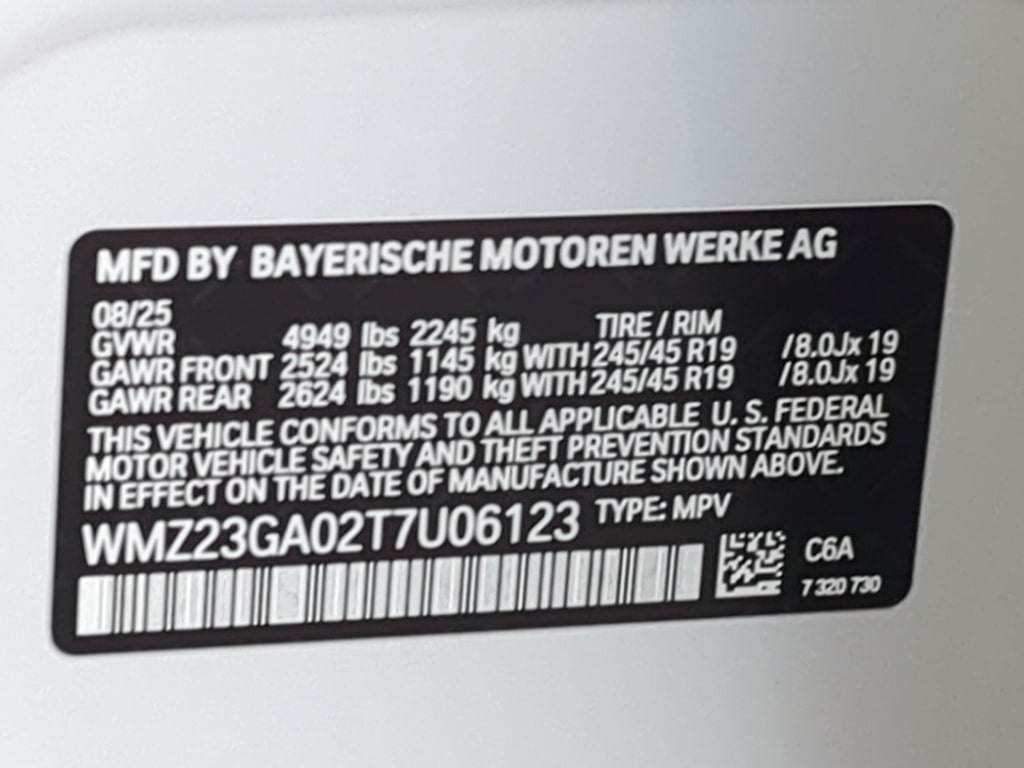 MFD BY BAYERISCHE MOTOREN WERKE AG
08/25
TIRE / RIM
GVWR 4949 lbs 2245 kg
GAWR FRONT 2524 lbs 1145 kg WITH 245/45 R19 /8.0Jx 19
GAWR REAR 2624 lbs 1190 kg WITH 245/45 R19 /8.0Jx 19
THIS VEHICLE CONFORMS TO ALL APPLICABLE U. S. FEDERAL
MOTOR VEHICLE SAFETY AND THEFT PREVENTION STANDARDS
IN EFFECT ON THE DATE OF MANUFACTURE SHOWN ABOVE.
WMZ23GA02T7U06123 TYPE: MPV
C6A
7 320 730